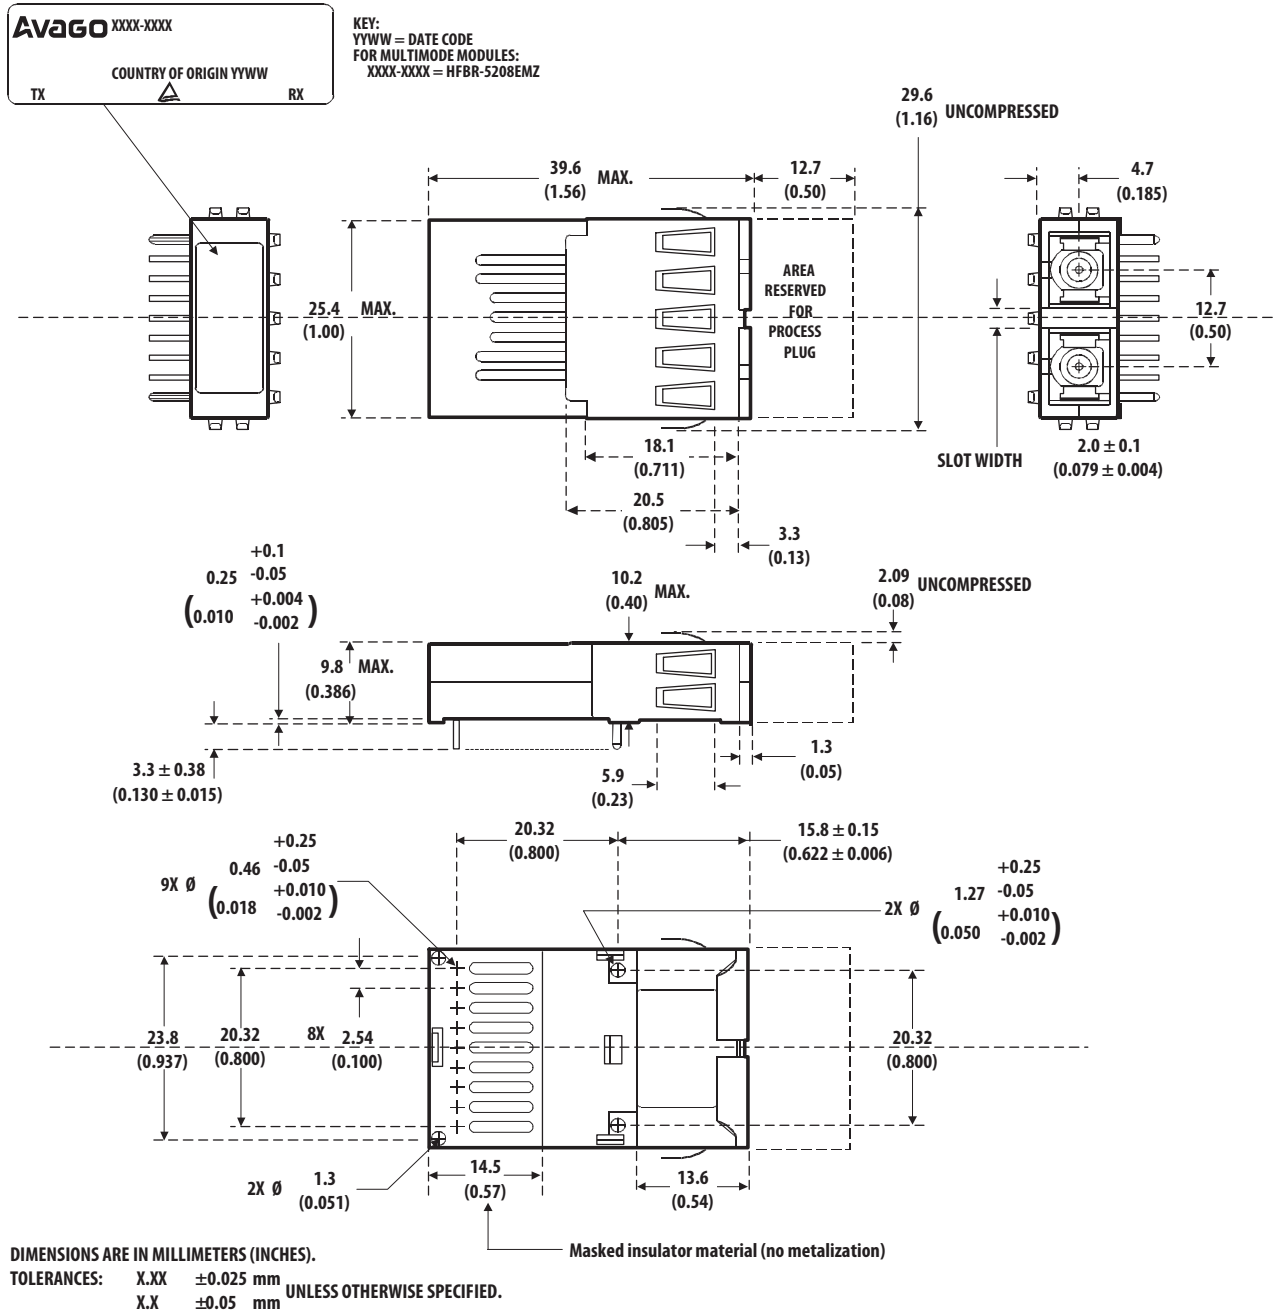 Avago XXXX-XXXX
COUNTRY OF ORIGIN YYWW
TX
RX
KEY:
YYWW = DATE CODE
FOR MULTIMODE MODULES:
XXXX-XXXX = HFBR-5208EMZ
29.6
(1.16) UNCOMPRESSED
39.6
(1.56) MAX.
12.7
(0.50)
4.7
(0.185)
25.4
(1.00) MAX.
AREA
RESERVED
FOR
PROCESS
PLUG
12.7
(0.50)
18.1
(0.711)
SLOT WIDTH
2.0 ± 0.1
(0.079 ± 0.004)
20.5
(0.805)
3.3
(0.13)
+0.1
0.25 -0.05
+0.004
(0.010 -0.002)
10.2
(0.40) MAX.
2.09
(0.08) UNCOMPRESSED
9.8 MAX.
(0.386)
3.3 ± 0.38
(0.130 ± 0.015)
1.3
(0.05)
5.9
(0.23)
20.32
(0.800)
15.8 ± 0.15
(0.622 ± 0.006)
+0.25
0.46 -0.05
9X Ø
+0.010
(0.018 -0.002)
+0.25
1.27 -0.05
2X Ø
+0.010
(0.050 -0.002)
23.8
(0.937)
20.32
(0.800)
8X 2.54
(0.100)
20.32
(0.800)
2X Ø 1.3
(0.051)
14.5
(0.57)
13.6
(0.54)
Masked insulator material (no metalization)
DIMENSIONS ARE IN MILLIMETERS (INCHES).
TOLERANCES: X.XX ±0.025 mm
UNLESS OTHERWISE SPECIFIED.
X.X ±0.05 mm